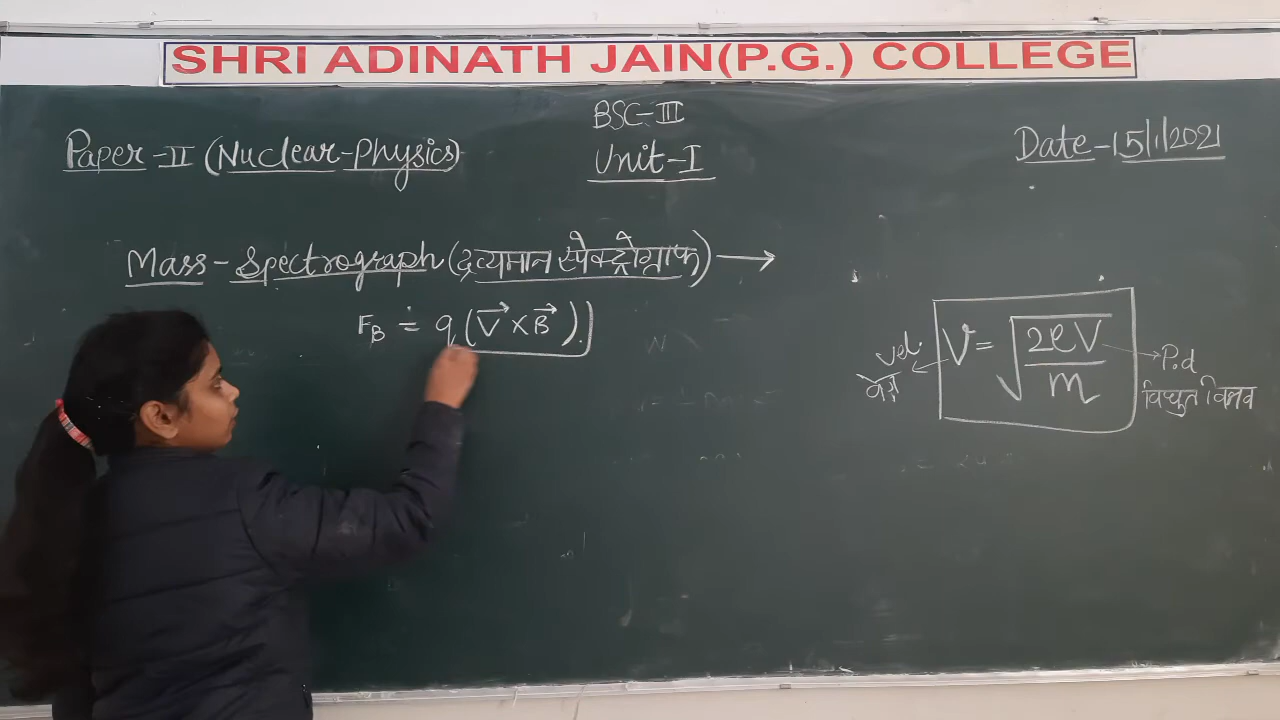 SHRI ADINATH JAIN(P.G.) COLLEGE
BSC-III
Paper-II (Nuclear-Physics)
Unit-I
Date-15/1/2021
Mass-Spectrograph (द्रव्यमान स्पेक्ट्रोग्राफ) →
F_B = q (V⃗ × B⃗)
vel. V = √(2eV/m) → P.d
विद्युत विभव